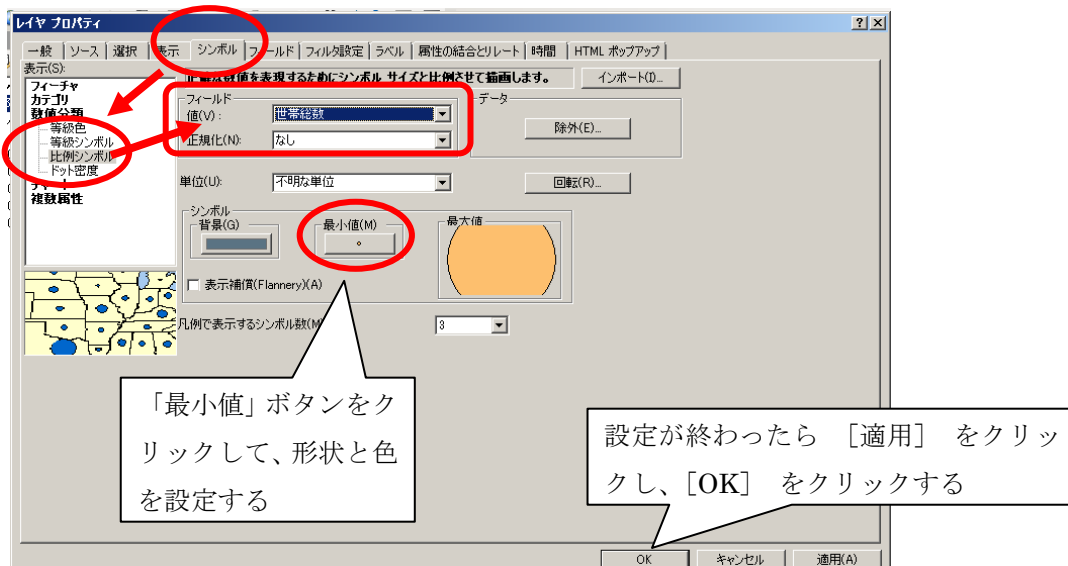 レイヤ プロパティ
一般 ソース 選択 表示 シンボル フィールド フィルタ設定 ラベル 属性の結合とリレート 時間 HTML ポップアップ
表示(S):
フィーチャ
カテゴリ
数値分類
等級色
等級シンボル
比例シンボル
ドット密度
チャート
複数属性
正確な数値を表現するためにシンボル サイズと比例させて描画します。
インポート(I)...
フィールド
値(V):
世帯総数
正規化(N):
なし
データ
除外(E)...
単位(U):
不明な単位
回転(R)...
シンボル
背景(G)
最小値(M)
最大値
表示補償(Flannery)(A)
凡例で表示するシンボル数(M
3
「最小値」ボタンをク
リックして、形状と色
を設定する
設定が終わったら ［適用］ をクリッ
クし、［OK］ をクリックする
OK
キャンセル
適用(A)